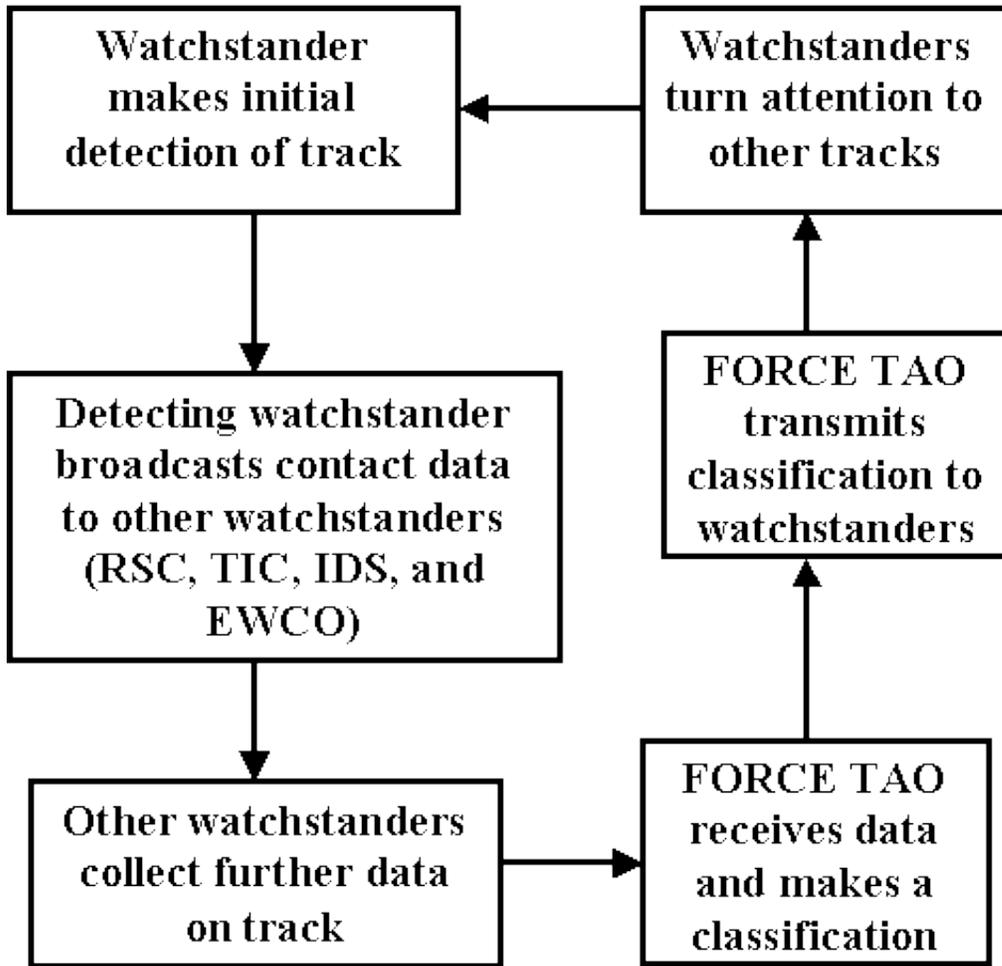 Watchstander
makes initial
detection of track
Detecting watchstander
broadcasts contact data
to other watchstanders
(RSC, TIC, IDS, and
EWCO)
Other watchstanders
collect further data
on track
FORCE TAO
receives data
and makes a
classification
FORCE TAO
transmits
classification to
watchstanders
Watchstanders
turn attention to
other tracks